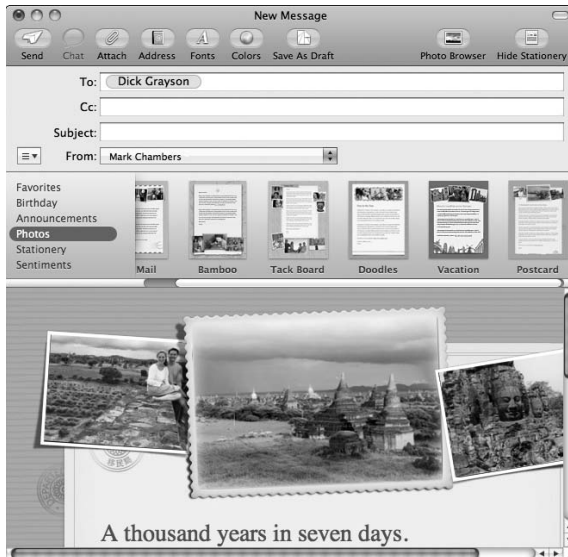 New Message
Send Chat Attach Address Fonts Colors Save As Draft Photo Browser Hide Stationery
To: Dick Grayson
Cc:
Subject:
From: Mark Chambers
Favorites
Birthday
Announcements
Photos
Stationery
Sentiments
Mail Bamboo Tack Board Doodles Vacation Postcard
A thousand years in seven days.